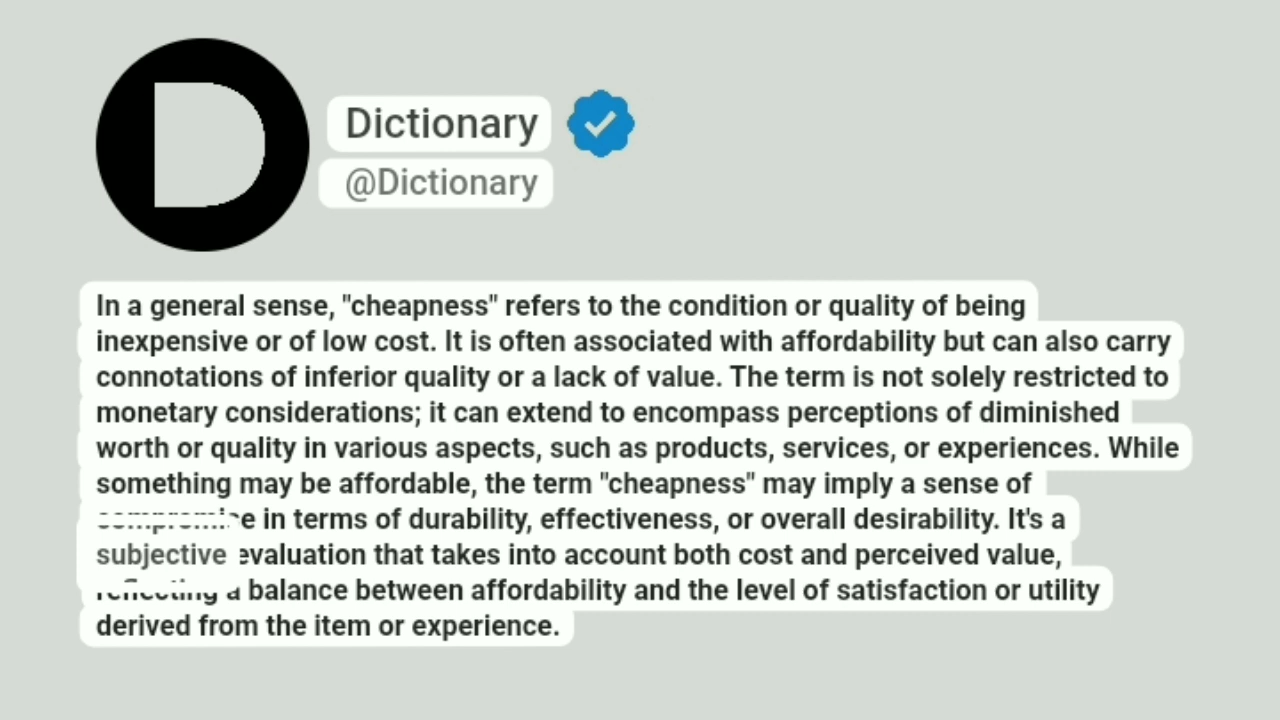 D
Dictionary
@Dictionary
In a general sense, "cheapness" refers to the condition or quality of being
inexpensive or of low cost. It is often associated with affordability but can also carry
connotations of inferior quality or a lack of value. The term is not solely restricted to
monetary considerations; it can extend to encompass perceptions of diminished
worth or quality in various aspects, such as products, services, or experiences. While
something may be affordable, the term "cheapness" may imply a sense of
compromise in terms of durability, effectiveness, or overall desirability. It's a
subjective evaluation that takes into account both cost and perceived value,
reflecting a balance between affordability and the level of satisfaction or utility
derived from the item or experience.